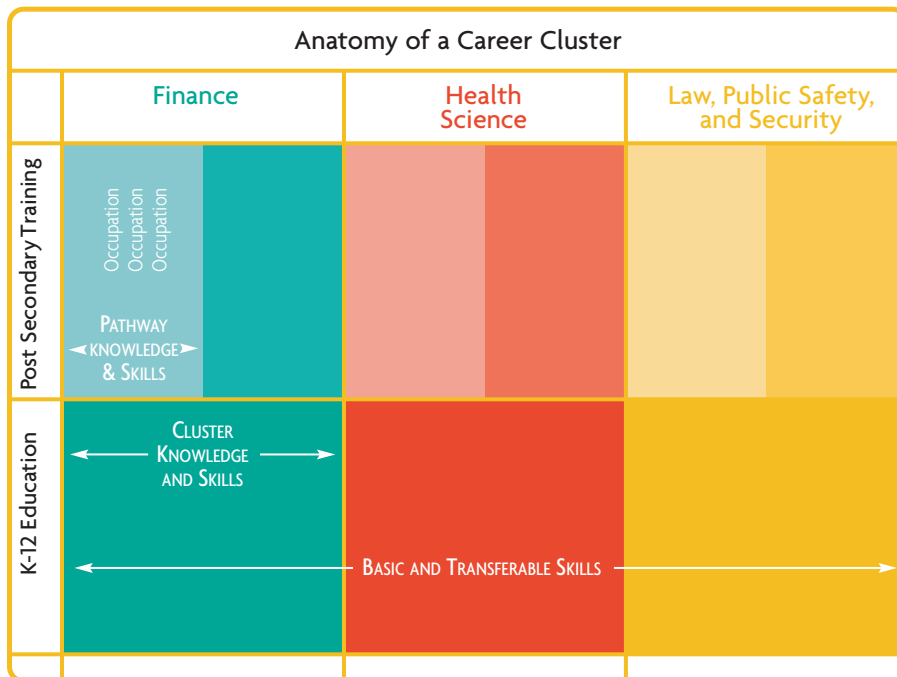 Anatomy of a Career Cluster
Finance
Health
Science
Law, Public Safety,
and Security
Post Secondary Training
Occupation
Occupation
Occupation
PATHWAY
KNOWLEDGE
& SKILLS
K-12 Education
CLUSTER
KNOWLEDGE
AND SKILLS
BASIC AND TRANSFERABLE SKILLS